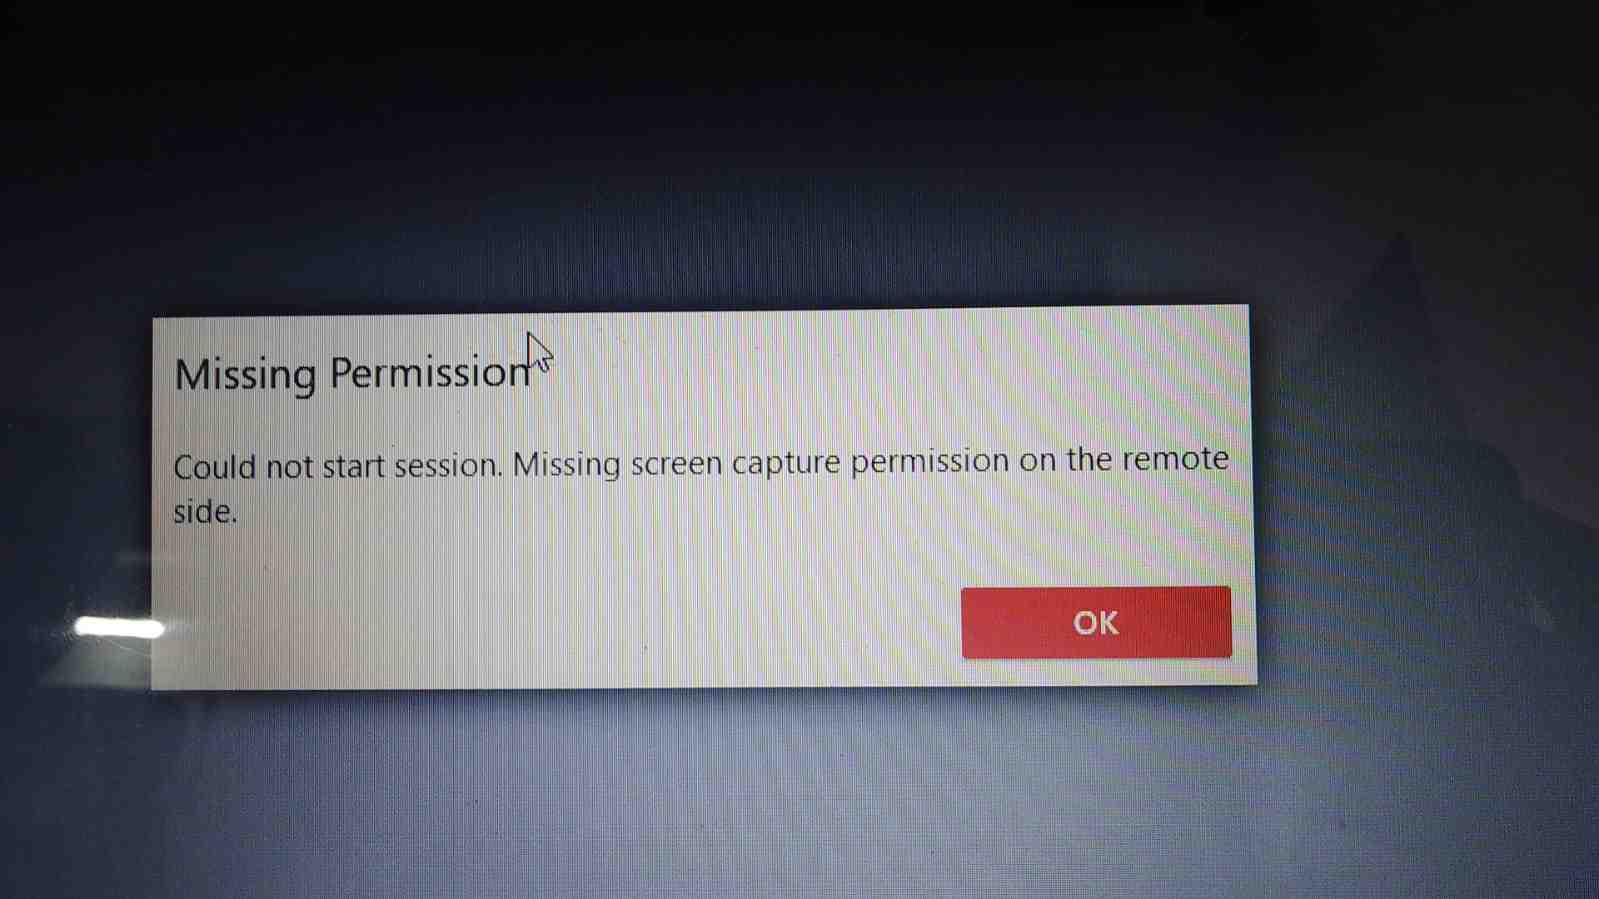 Missing Permission
Could not start session. Missing screen capture permission on the remote
side.
OK